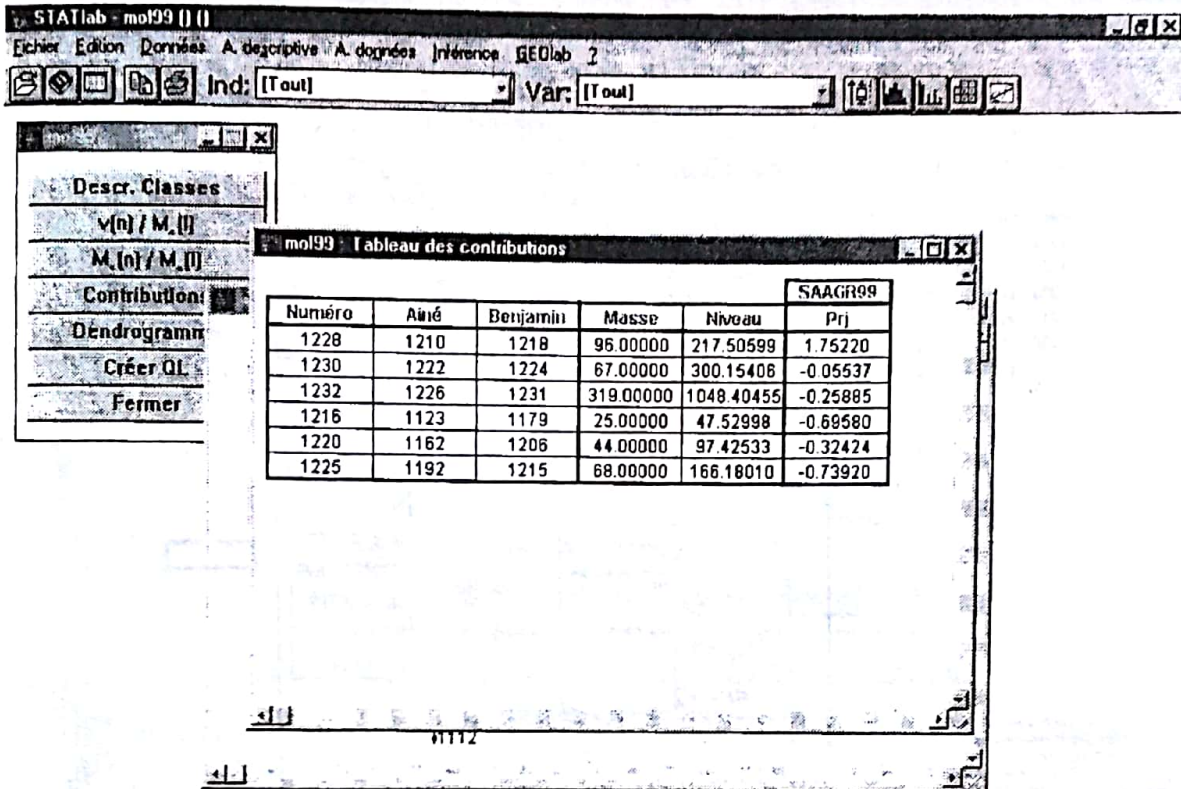 STATlab - mol99 () ()
Fichier Edition Données A. descriptive A. données Inférence GEOlab ?
Ind: [Tout] Var: [Tout]
Descr. Classes
v(n) / M_(I)
M_(n) / M_(I)
Contributions
Dendrogramm
Créer QL
Fermer
mol99 : Tableau des contributions
SAAGR99
Numéro Ainé Benjamin Masse Niveau Prj
1228 1210 1218 96.00000 217.50599 1.75220
1230 1222 1224 67.00000 300.15406 -0.05537
1232 1226 1231 319.00000 1048.40455 -0.25885
1216 1123 1179 25.00000 47.52998 -0.69580
1220 1162 1206 44.00000 97.42533 -0.32424
1225 1192 1215 68.00000 166.18010 -0.73920
1112